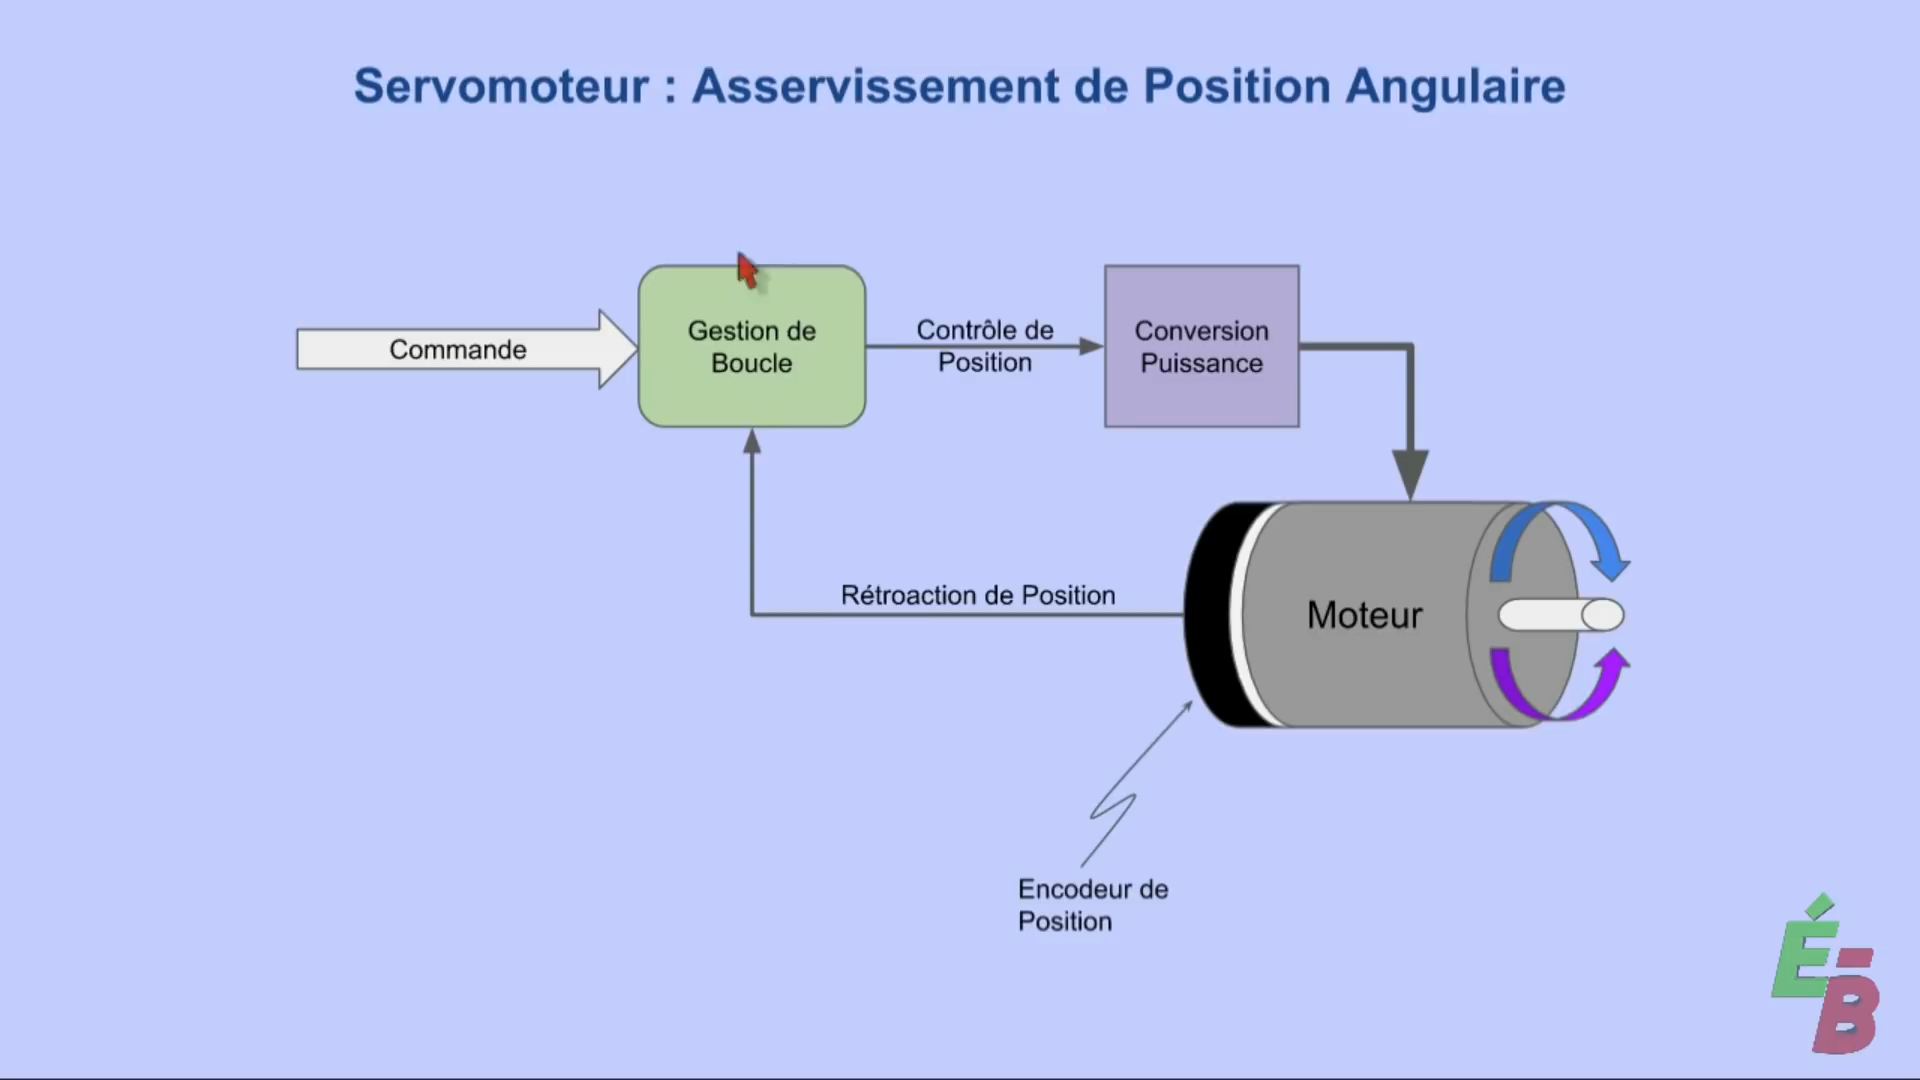 Servomoteur : Asservissement de Position Angulaire
Commande
Gestion de
Boucle
Contrôle de
Position
Conversion
Puissance
Rétroaction de Position
Moteur
Encodeur de
Position
É-B